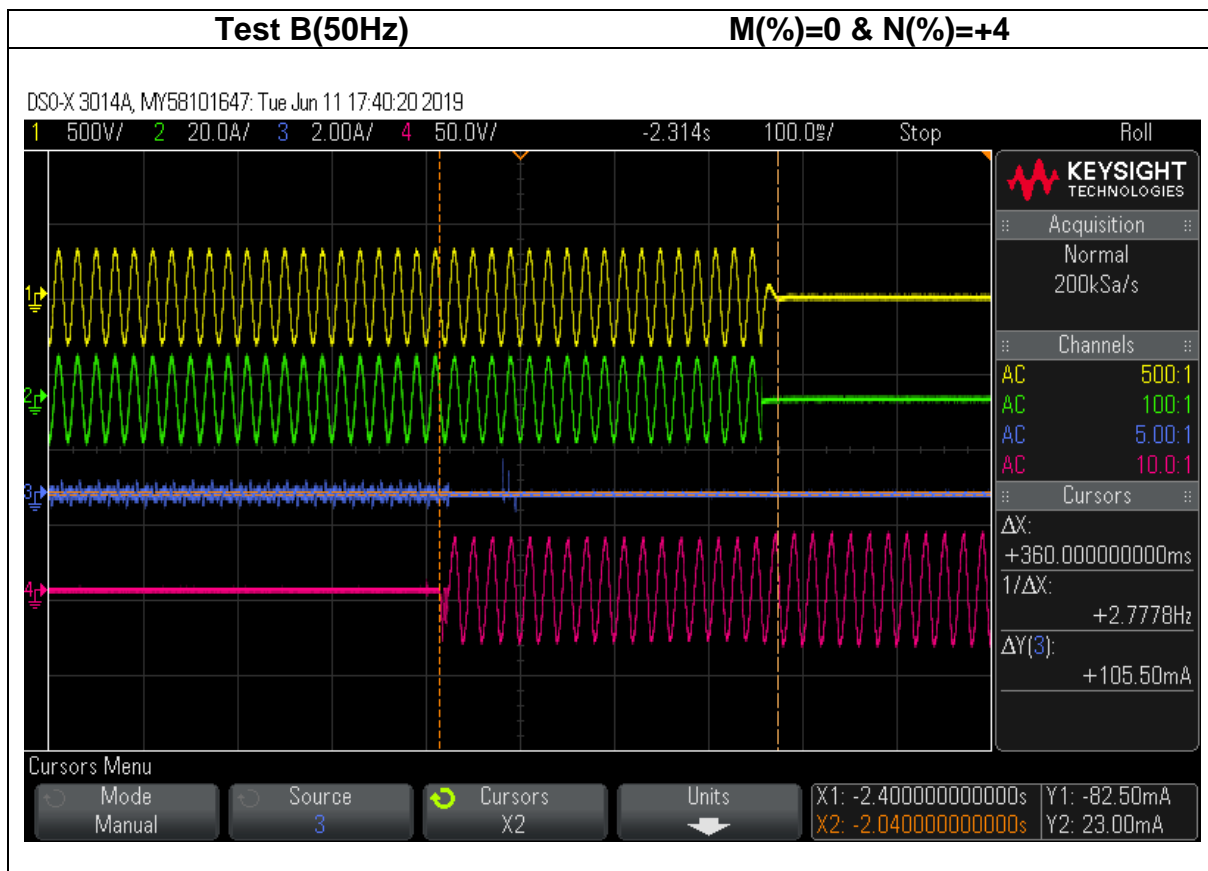 Test B(50Hz) M(%)=0 & N(%)=+4
DSO-X 3014A, MY58101647: Tue Jun 11 17:40:20 2019
1 500V/ 2 20.0A/ 3 2.00A/ 4 50.0V/ -2.314s 100.0ms/ Stop Roll
KEYSIGHT
TECHNOLOGIES
Acquisition
Normal
200kSa/s
Channels
AC 500:1
AC 100:1
AC 5.00:1
AC 10.0:1
Cursors
ΔX:
+360.000000000ms
1/ΔX:
+2.7778Hz
ΔY(3):
+105.50mA
1
2
3
4
Cursors Menu
Mode
Manual
Source
3
Cursors
X2
Units
X1: -2.400000000000s Y1: -82.50mA
X2: -2.040000000000s Y2: 23.00mA